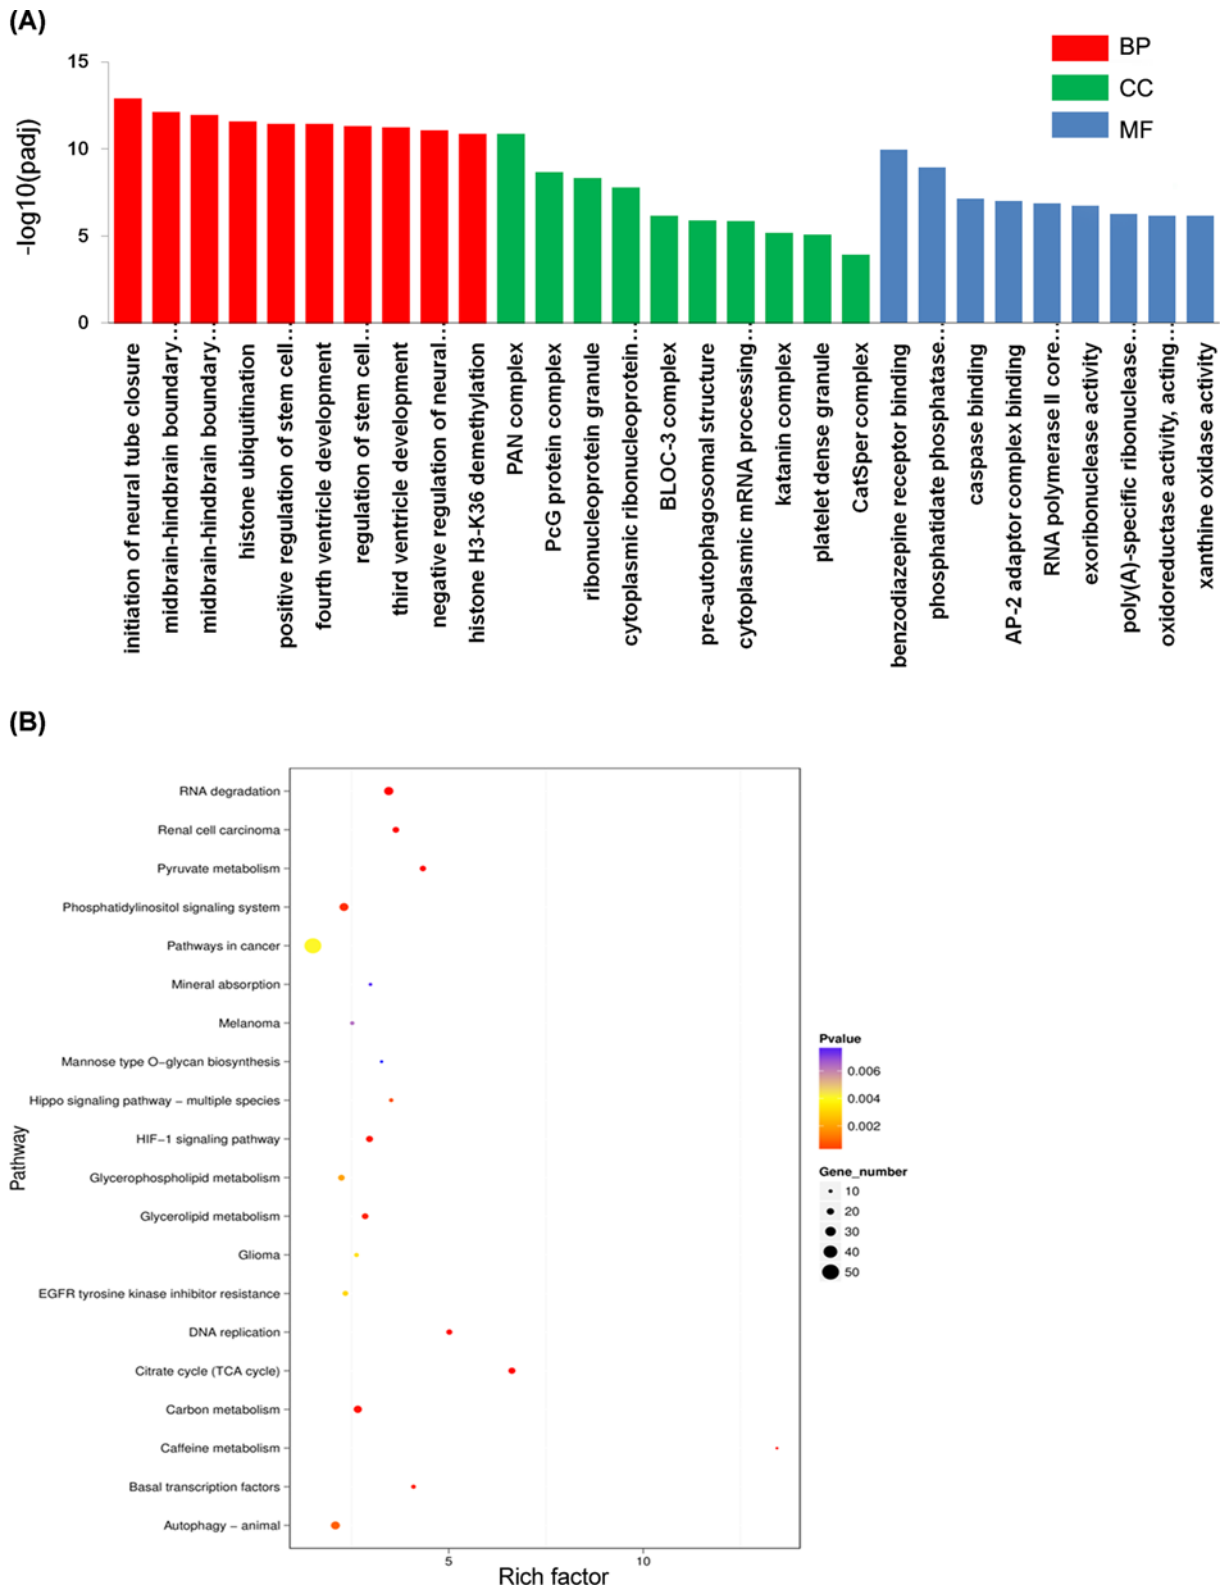 (A)
15
10
5
0
-log10(padj)
BP
CC
MF
initiation of neural tube closure
midbrain-hindbrain boundary…
midbrain-hindbrain boundary…
histone ubiquitination
positive regulation of stem cell…
fourth ventricle development
regulation of stem cell…
third ventricle development
negative regulation of neural…
histone H3-K36 demethylation
PAN complex
PcG protein complex
ribonucleoprotein granule
cytoplasmic ribonucleoprotein…
BLOC-3 complex
pre-autophagosomal structure
cytoplasmic mRNA processing…
katanin complex
platelet dense granule
CatSper complex
benzodiazepine receptor binding
phosphatidate phosphatase…
caspase binding
AP-2 adaptor complex binding
RNA polymerase II core…
exoribonuclease activity
poly(A)-specific ribonuclease…
oxidoreductase activity, acting…
xanthine oxidase activity
(B)
RNA degradation
Renal cell carcinoma
Pyruvate metabolism
Phosphatidylinositol signaling system
Pathways in cancer
Mineral absorption
Melanoma
Mannose type O−glycan biosynthesis
Hippo signaling pathway − multiple species
HIF−1 signaling pathway
Glycerophospholipid metabolism
Glycerolipid metabolism
Glioma
EGFR tyrosine kinase inhibitor resistance
DNA replication
Citrate cycle (TCA cycle)
Carbon metabolism
Caffeine metabolism
Basal transcription factors
Autophagy − animal
Pathway
5
10
Rich factor
Pvalue
0.006
0.004
0.002
Gene_number
10
20
30
40
50